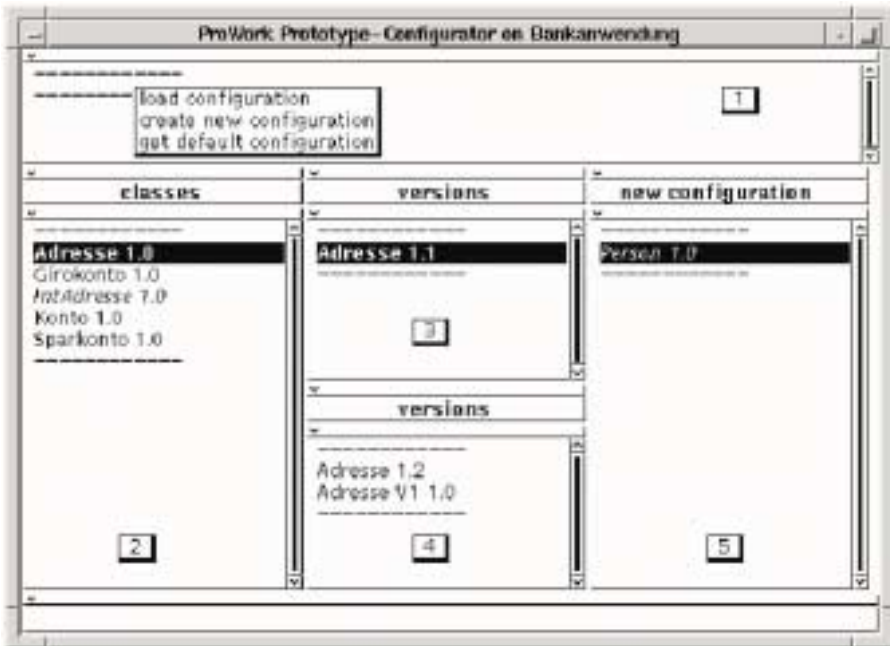 ProWork Prototype-Configurator on Bankanwendung
load configuration
create new configuration
get default configuration
1
classes
versions
new configuration
Adresse 1.0
Girokonto 1.0
IntAdresse 1.0
Konto 1.0
Sparkonto 1.0
2
Adresse 1.1
3
versions
Adresse 1.2
Adresse V1 1.0
4
Person 1.0
5